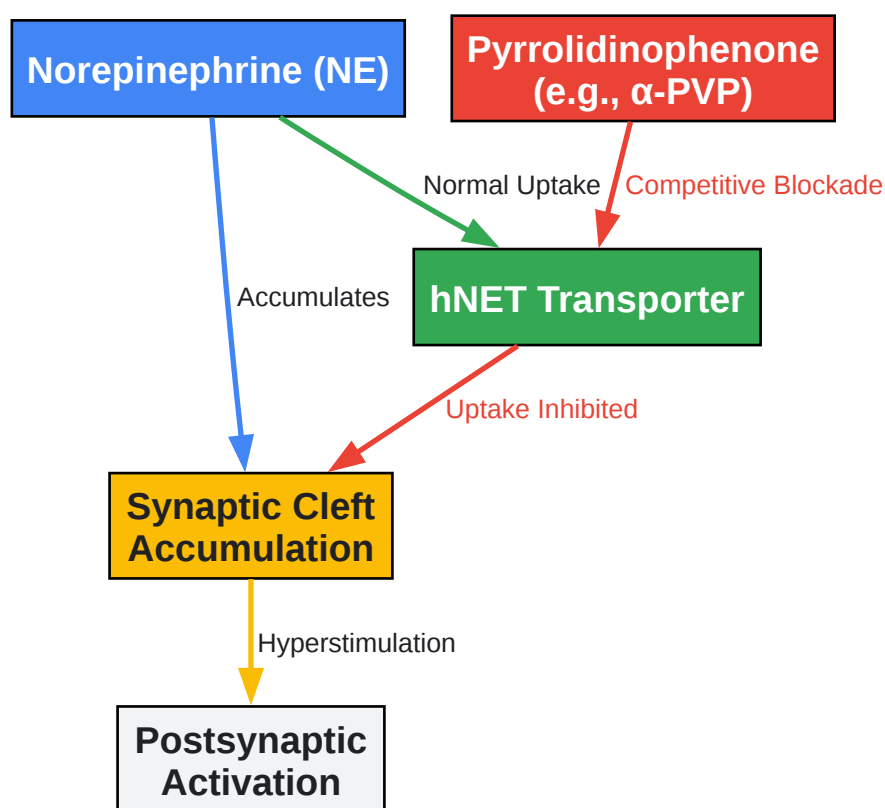 Norepinephrine (NE)
Pyrrolidinophenone
(e.g., α-PVP)
Normal Uptake
Competitive Blockade
hNET Transporter
Accumulates
Uptake Inhibited
Synaptic Cleft
Accumulation
Hyperstimulation
Postsynaptic
Activation